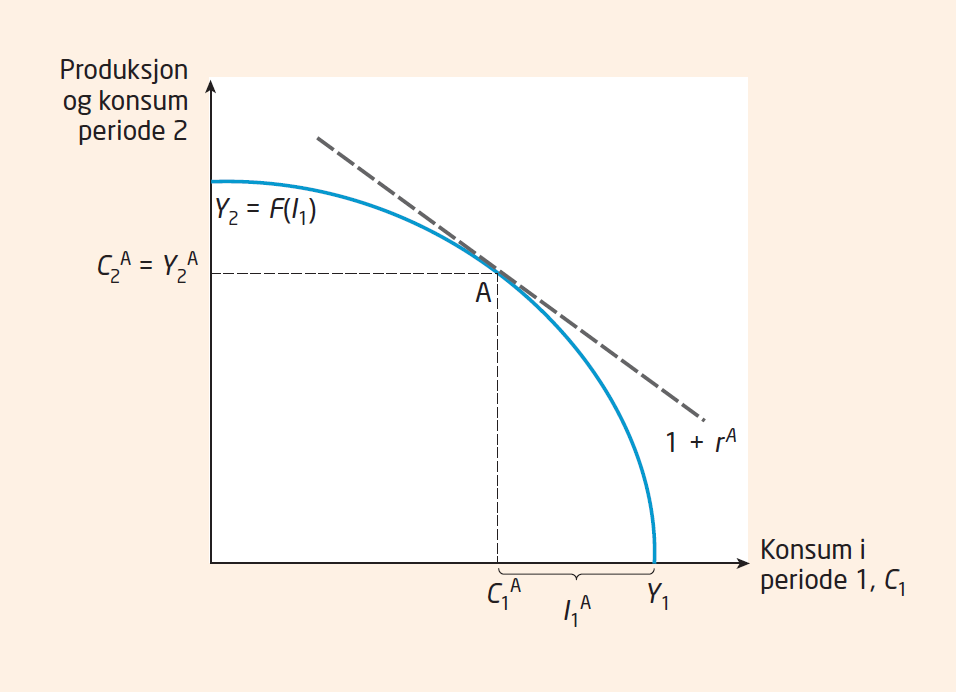 Produksjon
og konsum
periode 2
Y₂ = F(I₁)
C₂ᴬ = Y₂ᴬ
A
1 + rᴬ
Konsum i
periode 1, C₁
C₁ᴬ
I₁ᴬ
Y₁